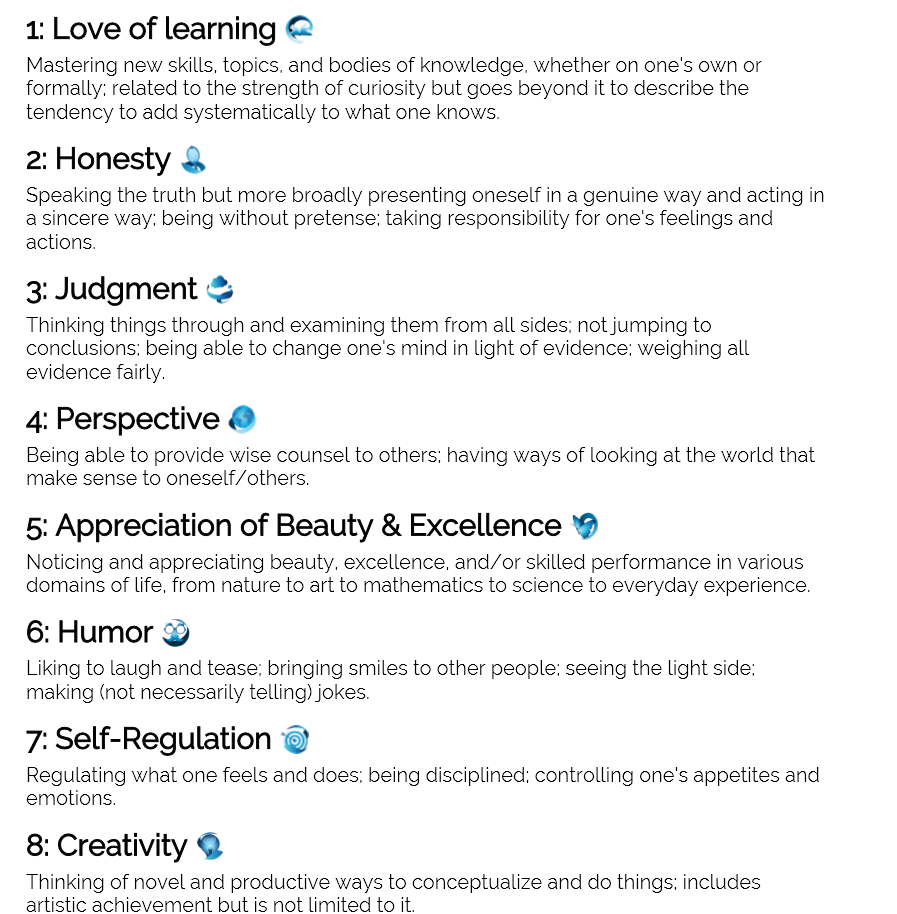 1: Love of learning
Mastering new skills, topics, and bodies of knowledge, whether on one's own or
formally; related to the strength of curiosity but goes beyond it to describe the
tendency to add systematically to what one knows.
2: Honesty
Speaking the truth but more broadly presenting oneself in a genuine way and acting in
a sincere way; being without pretense; taking responsibility for one's feelings and
actions.
3: Judgment
Thinking things through and examining them from all sides; not jumping to
conclusions; being able to change one's mind in light of evidence; weighing all
evidence fairly.
4: Perspective
Being able to provide wise counsel to others; having ways of looking at the world that
make sense to oneself/others.
5: Appreciation of Beauty & Excellence
Noticing and appreciating beauty, excellence, and/or skilled performance in various
domains of life, from nature to art to mathematics to science to everyday experience.
6: Humor
Liking to laugh and tease; bringing smiles to other people; seeing the light side;
making (not necessarily telling) jokes.
7: Self-Regulation
Regulating what one feels and does; being disciplined; controlling one's appetites and
emotions.
8: Creativity
Thinking of novel and productive ways to conceptualize and do things; includes
artistic achievement but is not limited to it.